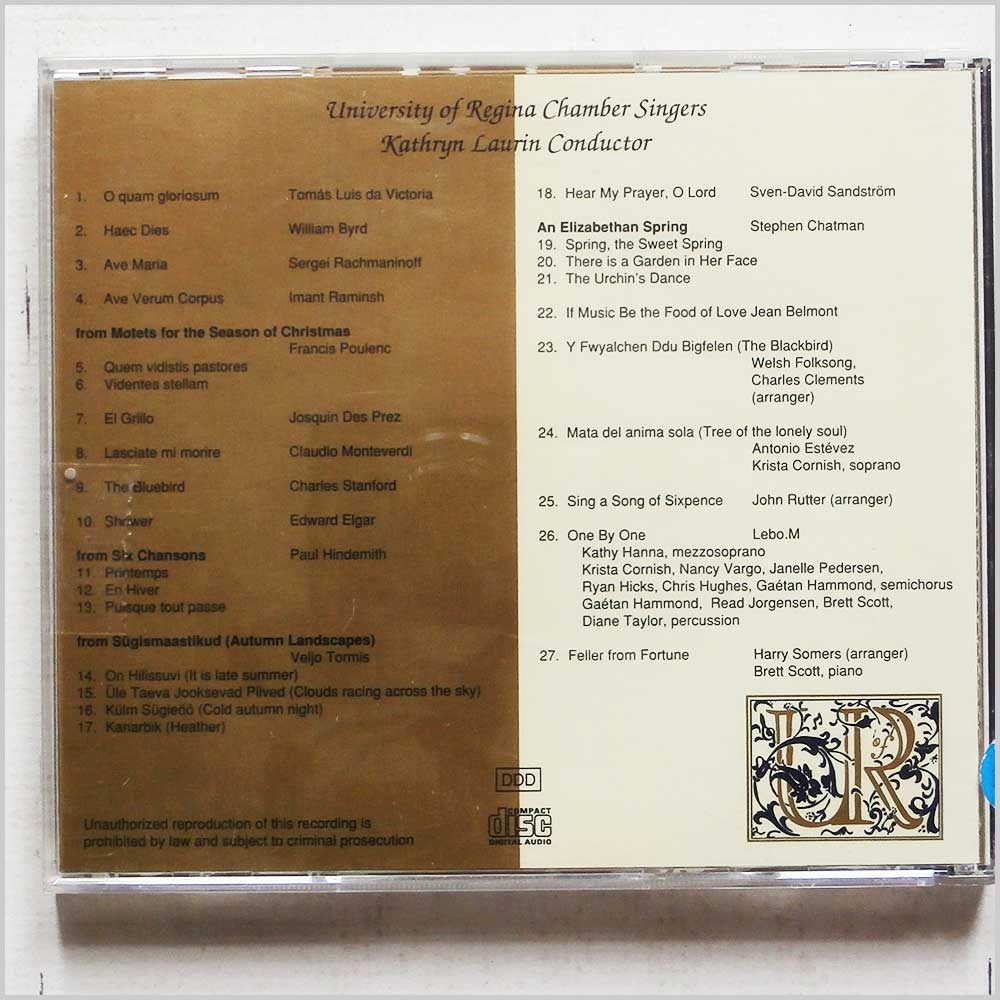 University of Regina Chamber Singers
Kathryn Laurin Conductor
1. O quam gloriosum Tomás Luis da Victoria
2. Haec Dies William Byrd
3. Ave Maria Sergei Rachmaninoff
4. Ave Verum Corpus Imant Raminsh
from Motets for the Season of Christmas
Francis Poulenc
5. Quem vidistis pastores
6. Videntes stellam
7. El Grillo Josquin Des Prez
8. Lasciate mi morire Claudio Monteverdi
9. The Bluebird Charles Stanford
10. Shower Edward Elgar
from Six Chansons Paul Hindemith
11. Printemps
12. En Hiver
13. Puisque tout passe
from Sügismaastikud (Autumn Landscapes)
Veljo Tormis
14. On Hilissuvi (It is late summer)
15. Üle Taeva Jooksevad Pilved (Clouds racing across the sky)
16. Külm Sügieöö (Cold autumn night)
17. Kanarbik (Heather)
Unauthorized reproduction of this recording is
prohibited by law and subject to criminal prosecution
18. Hear My Prayer, O Lord Sven-David Sandström
An Elizabethan Spring Stephen Chatman
19. Spring, the Sweet Spring
20. There is a Garden in Her Face
21. The Urchin's Dance
22. If Music Be the Food of Love Jean Belmont
23. Y Fwyalchen Ddu Bigfelen (The Blackbird)
Welsh Folksong,
Charles Clements
(arranger)
24. Mata del anima sola (Tree of the lonely soul)
Antonio Estévez
Krista Cornish, soprano
25. Sing a Song of Sixpence John Rutter (arranger)
26. One By One Lebo.M
Kathy Hanna, mezzosoprano
Krista Cornish, Nancy Vargo, Janelle Pedersen,
Ryan Hicks, Chris Hughes, Gaétan Hammond, semichorus
Gaétan Hammond, Read Jorgensen, Brett Scott,
Diane Taylor, percussion
27. Feller from Fortune Harry Somers (arranger)
Brett Scott, piano
U of R
DDD
COMPACT
disc
DIGITAL AUDIO